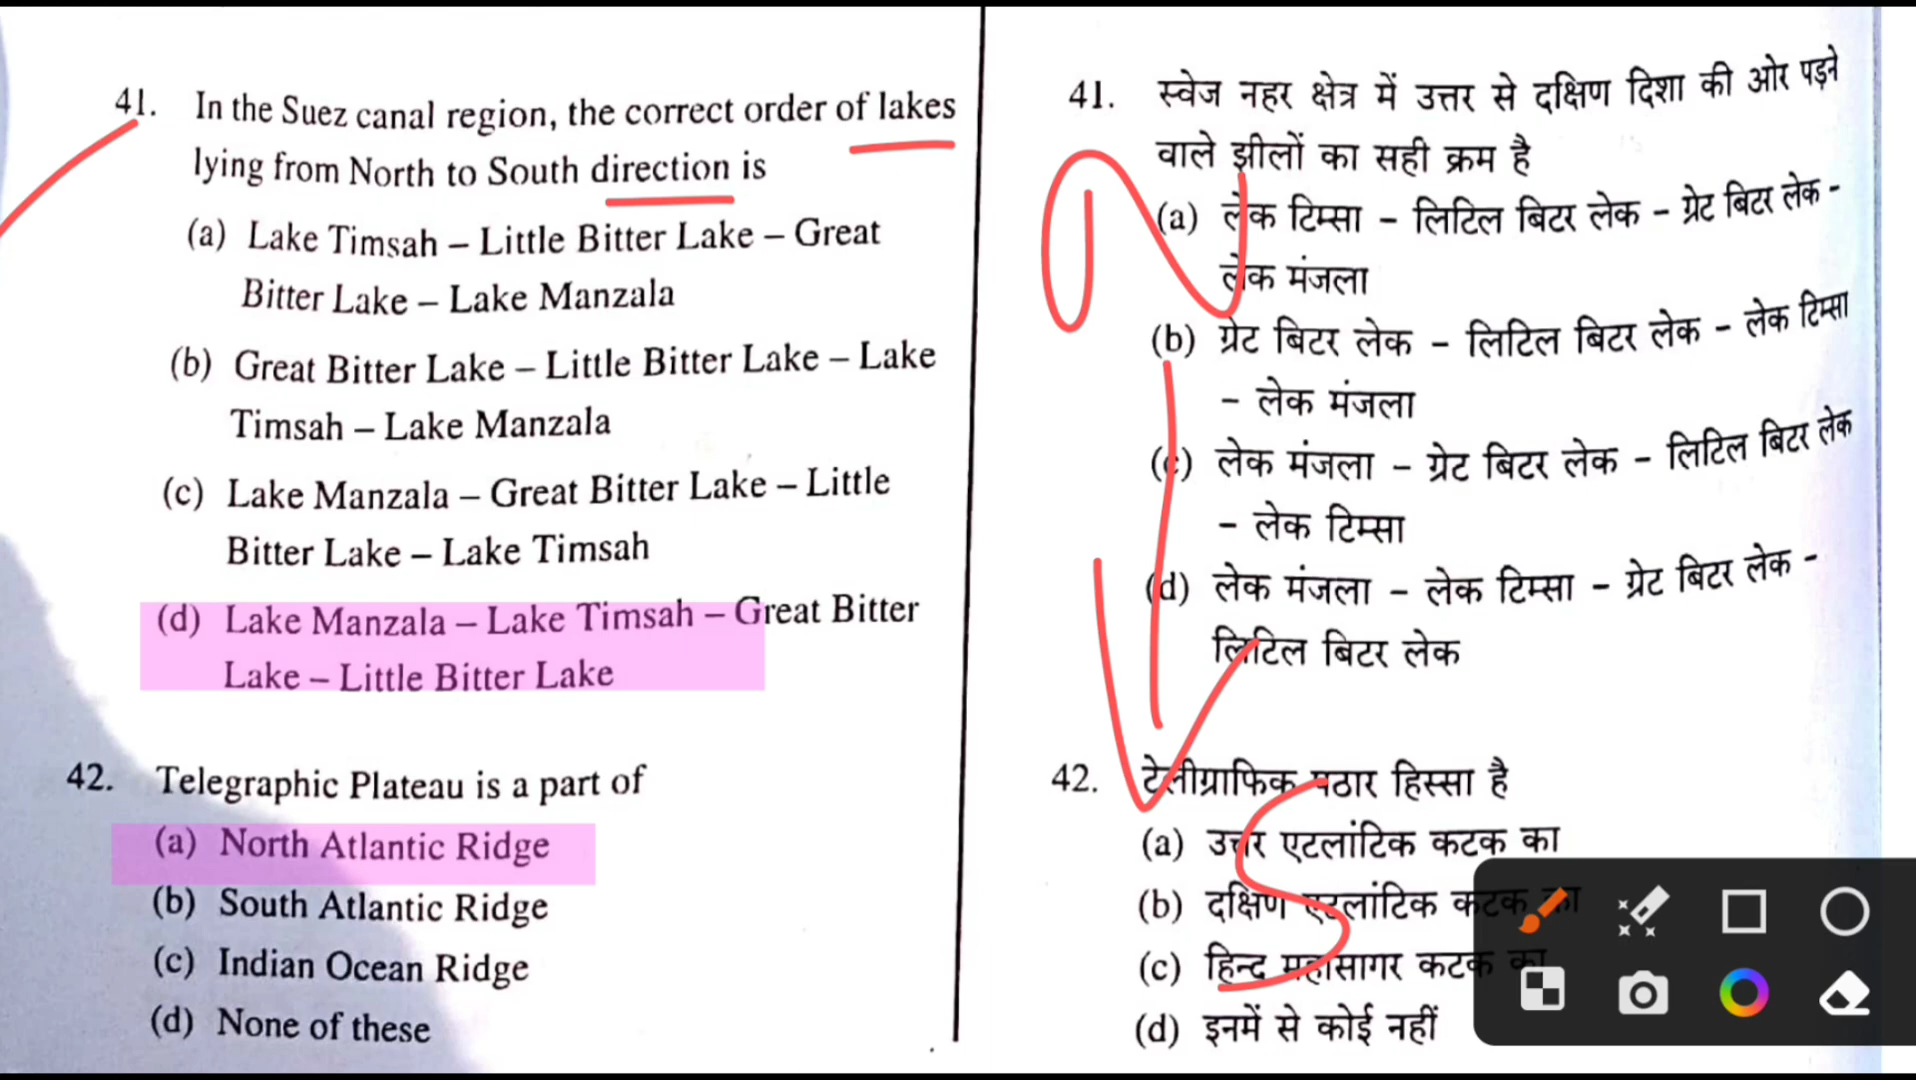 41. In the Suez canal region, the correct order of lakes
lying from North to South direction is
(a) Lake Timsah – Little Bitter Lake – Great
Bitter Lake – Lake Manzala
(b) Great Bitter Lake – Little Bitter Lake – Lake
Timsah – Lake Manzala
(c) Lake Manzala – Great Bitter Lake – Little
Bitter Lake – Lake Timsah
(d) Lake Manzala – Lake Timsah – Great Bitter
Lake – Little Bitter Lake
42. Telegraphic Plateau is a part of
(a) North Atlantic Ridge
(b) South Atlantic Ridge
(c) Indian Ocean Ridge
(d) None of these
41. स्वेज नहर क्षेत्र में उत्तर से दक्षिण दिशा की ओर पड़ने
वाले झीलों का सही क्रम है
(a) लेक टिम्सा – लिटिल बिटर लेक – ग्रेट बिटर लेक –
लेक मंजला
(b) ग्रेट बिटर लेक – लिटिल बिटर लेक – लेक टिम्सा
– लेक मंजला
(c) लेक मंजला – ग्रेट बिटर लेक – लिटिल बिटर लेक
– लेक टिम्सा
(d) लेक मंजला – लेक टिम्सा – ग्रेट बिटर लेक –
लिटिल बिटर लेक
42. टेलीग्राफिक पठार हिस्सा है
(a) उत्तर एटलांटिक कटक का
(b) दक्षिण एटलांटिक कटक का
(c) हिन्द महासागर कटक का
(d) इनमें से कोई नहीं
N
S